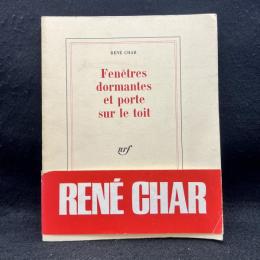 RENÉ CHAR
Fenêtres
dormantes
et porte
sur le toit
nrf
RENÉ CHAR